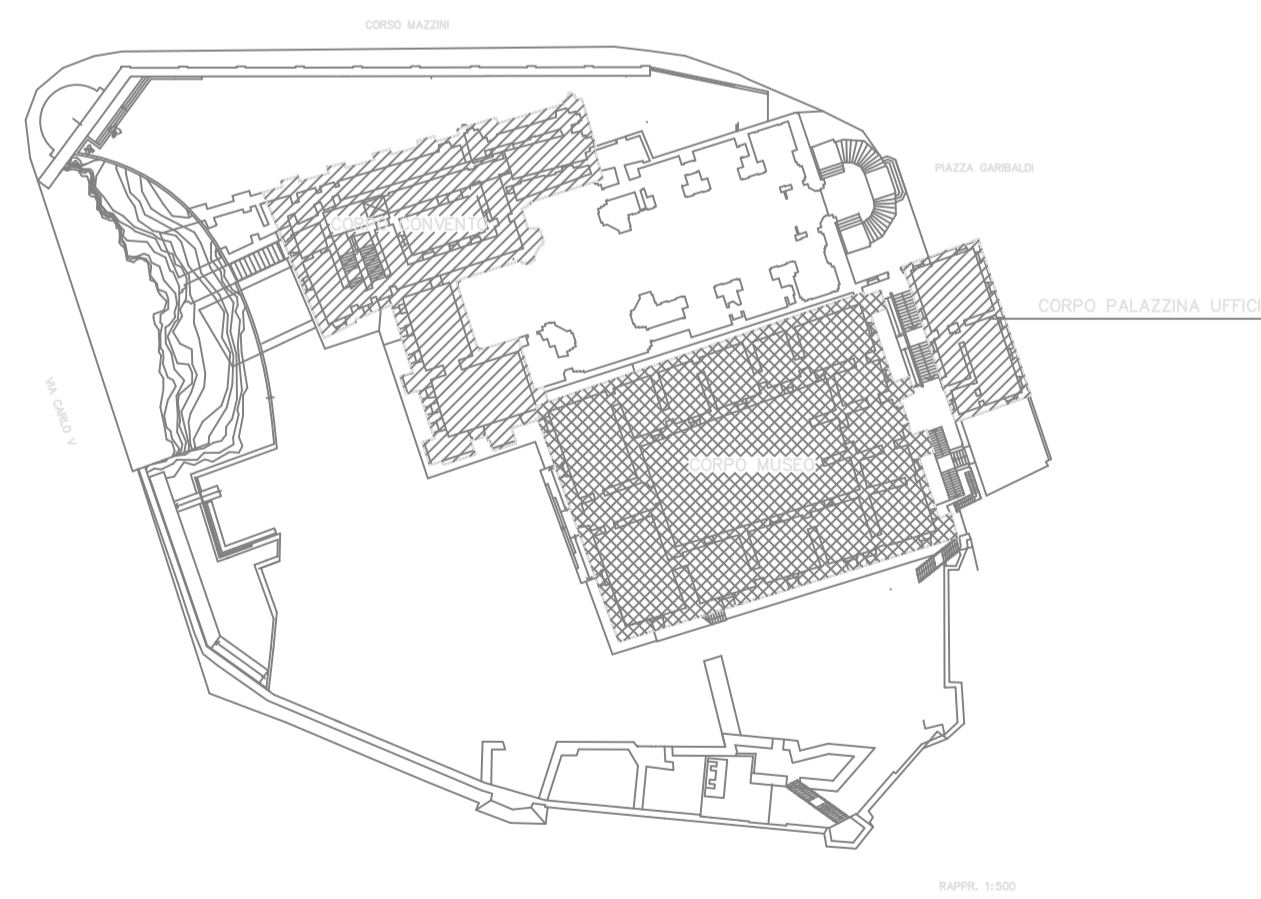 CORSO MAZZINI
PIAZZA GARIBALDI
CORPO CONVENTO
CORPO PALAZZINA UFFICI
VIA CARLO V
CORPO MUSEO
RAPPR. 1:500